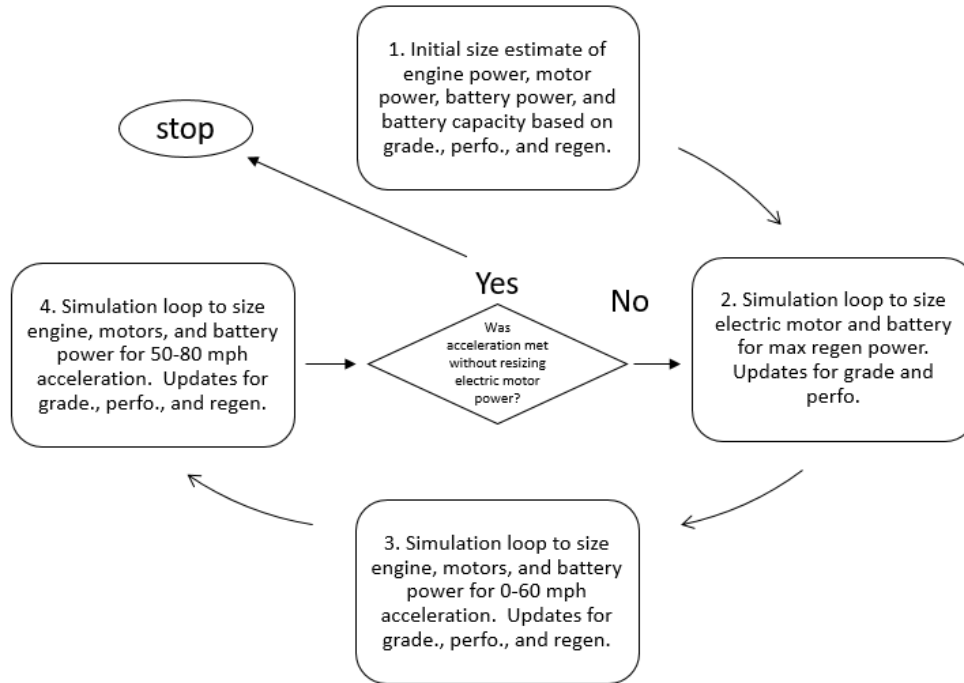 1. Initial size estimate of
engine power, motor
power, battery power, and
battery capacity based on
grade., perfo., and regen.
stop
Yes
No
4. Simulation loop to size
engine, motors, and battery
power for 50-80 mph
acceleration.  Updates for
grade., perfo., and regen.
Was
acceleration met
without resizing
electric motor
power?
2. Simulation loop to size
electric motor and battery
for max regen power.
Updates for grade and
perfo.
3. Simulation loop to size
engine, motors, and battery
power for 0-60 mph
acceleration.  Updates for
grade., perfo., and regen.